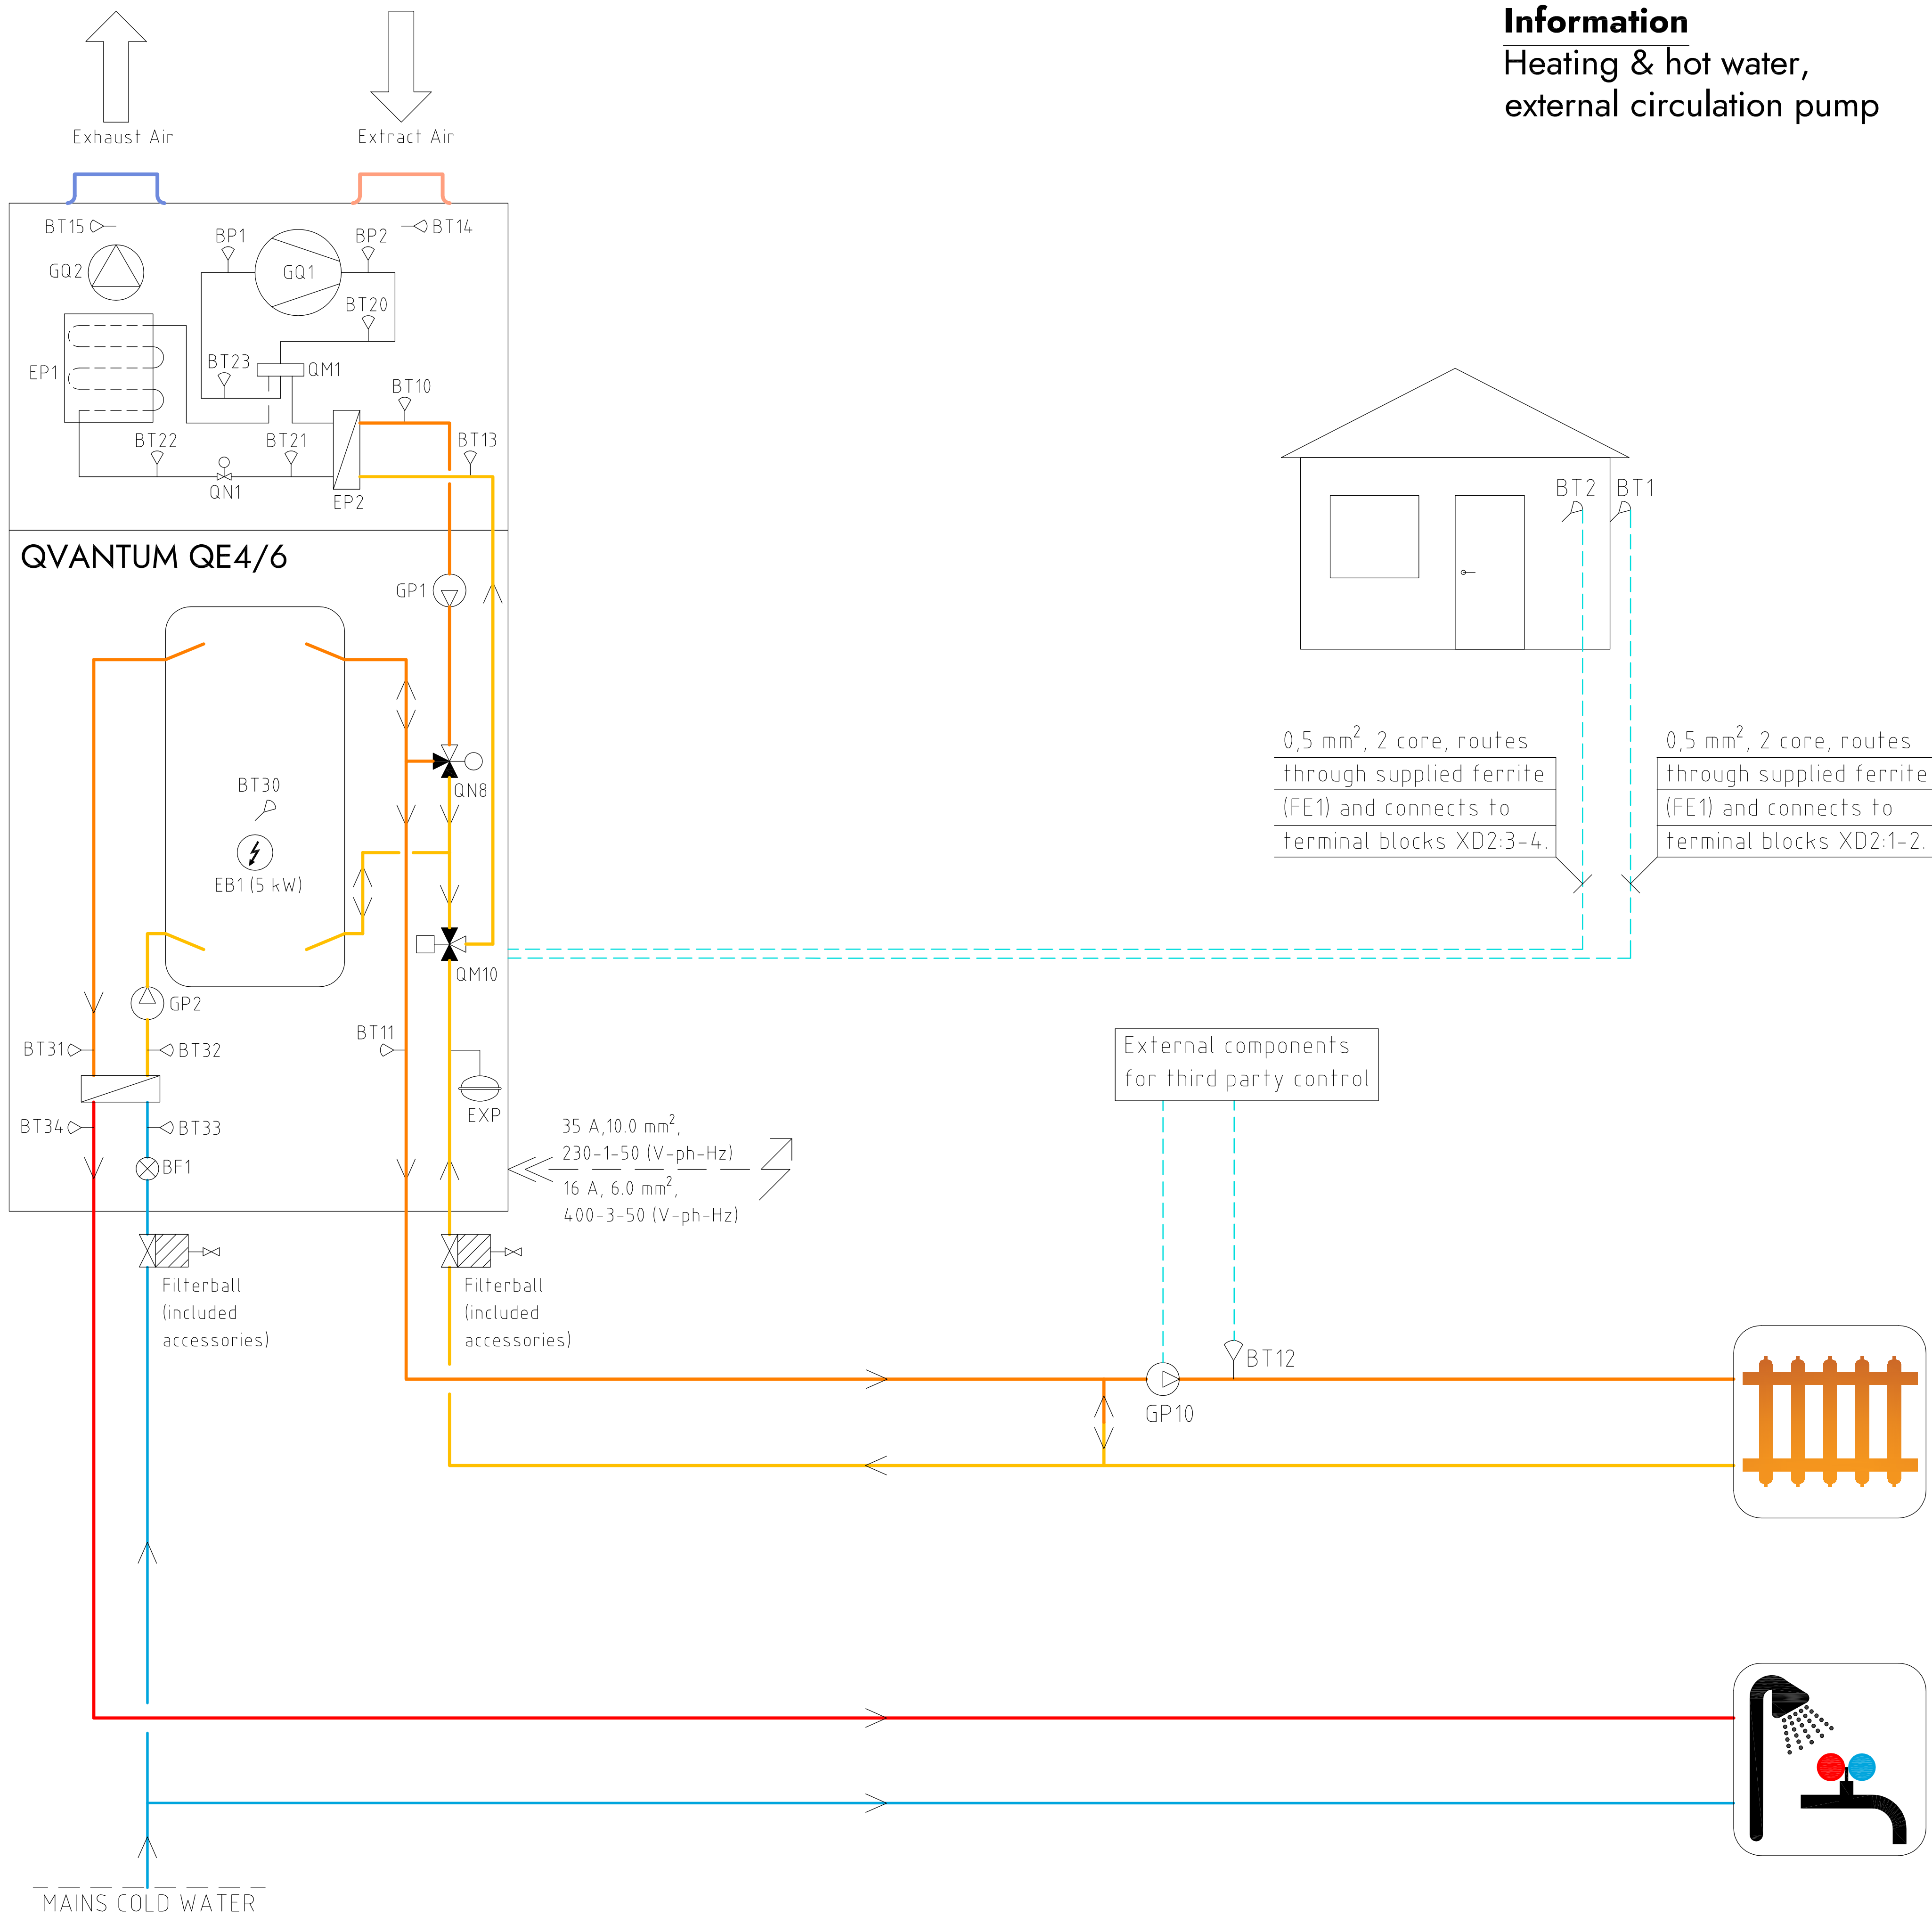 Information
Heating & hot water,
external circulation pump
Exhaust Air
Extract Air
BT15
BP1
BP2
BT14
GQ2
GQ1
BT20
EP1
BT23
QM1
BT10
BT22
BT21
BT13
QN1
EP2
QVANTUM QE4/6
GP1
BT30
QN8
EB1 (5 kW)
QM10
GP2
BT31
BT32
BT11
BT34
BT33
EXP
BF1
BT2
BT1
0,5 mm², 2 core, routes
through supplied ferrite
(FE1) and connects to
terminal blocks XD2:3-4.
0,5 mm², 2 core, routes
through supplied ferrite
(FE1) and connects to
terminal blocks XD2:1-2.
External components
for third party control
35 A,10.0 mm²,
230-1-50 (V-ph-Hz)
16 A, 6.0 mm²,
400-3-50 (V-ph-Hz)
Filterball
(included
accessories)
Filterball
(included
accessories)
BT12
GP10
MAINS COLD WATER